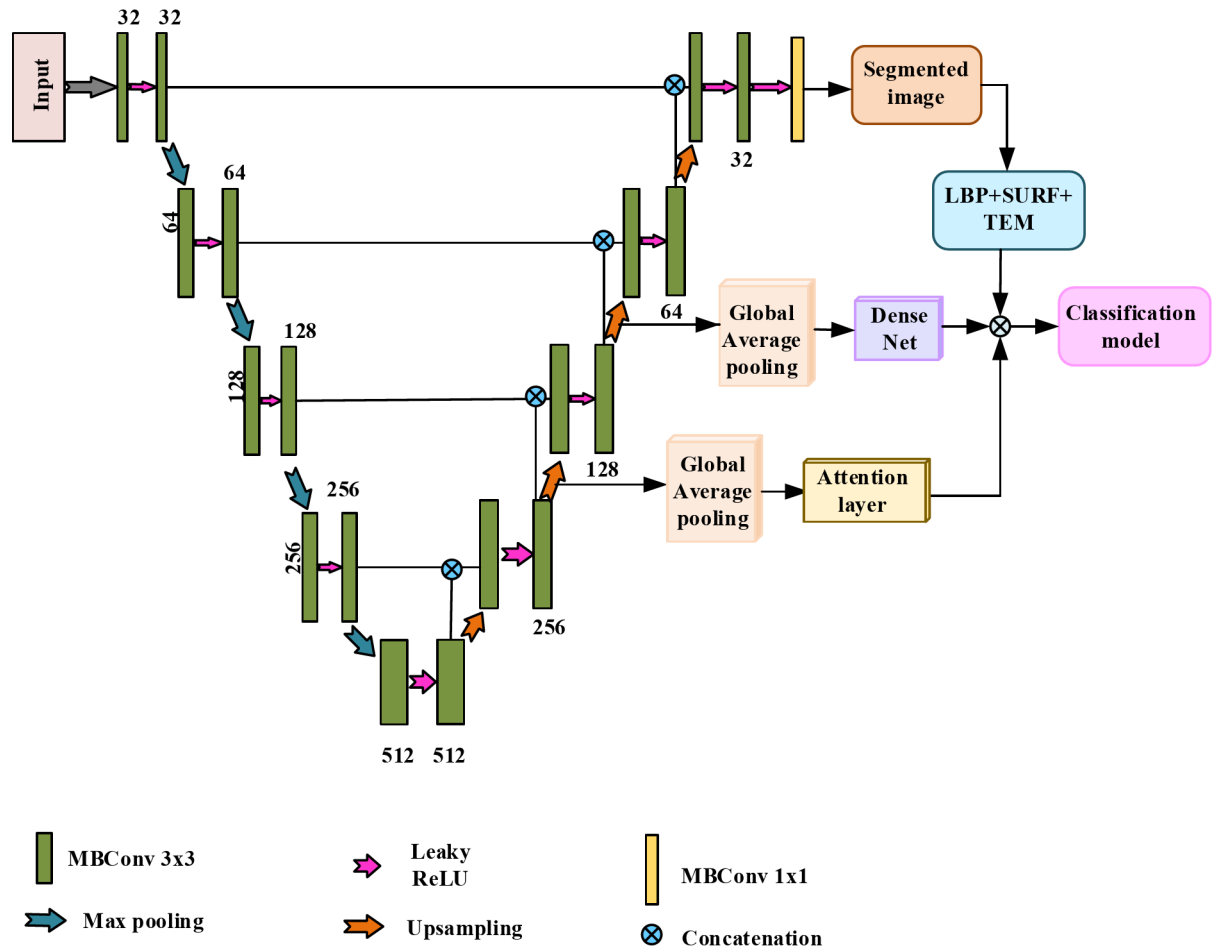 32 32
Input
Segmented
image
32
64
64
LBP+SURF+
TEM
64
Global
Average
pooling
Dense
Net
Classification
model
128
128
128
Global
Average
pooling
Attention
layer
256
256
256
512 512
MBConv 3x3
Leaky
ReLU
MBConv 1x1
Max pooling
Upsampling
Concatenation